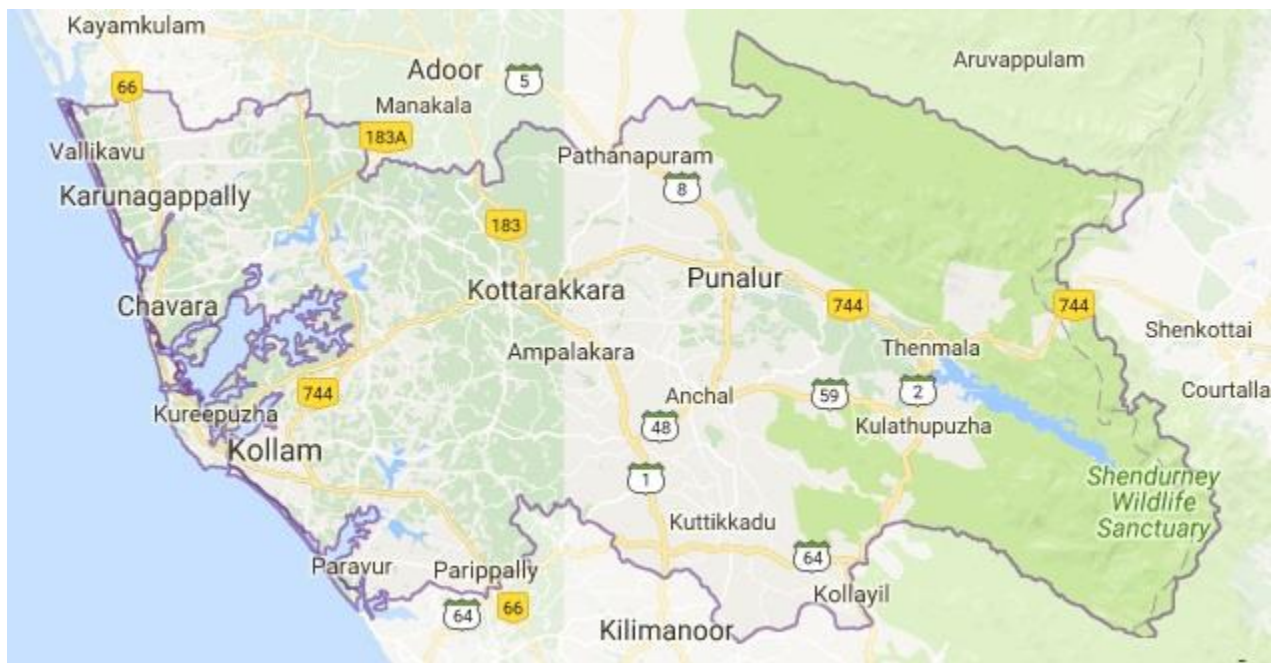 Kayamkulam
Adoor
Aruvappulam
5
66
Manakala
183A
Vallikavu
Pathanapuram
8
Karunagappally
183
Punalur
Kottarakkara
Chavara
744
744
Shenkottai
Ampalakara
Thenmala
744
Anchal
59
2
Courtalla
Kureepuzha
48
Kulathupuzha
Kollam
1
Shendurney
Wildlife
Sanctuary
Kuttikkadu
Paravur
Parippally
64
Kollayil
64
66
Kilimanoor